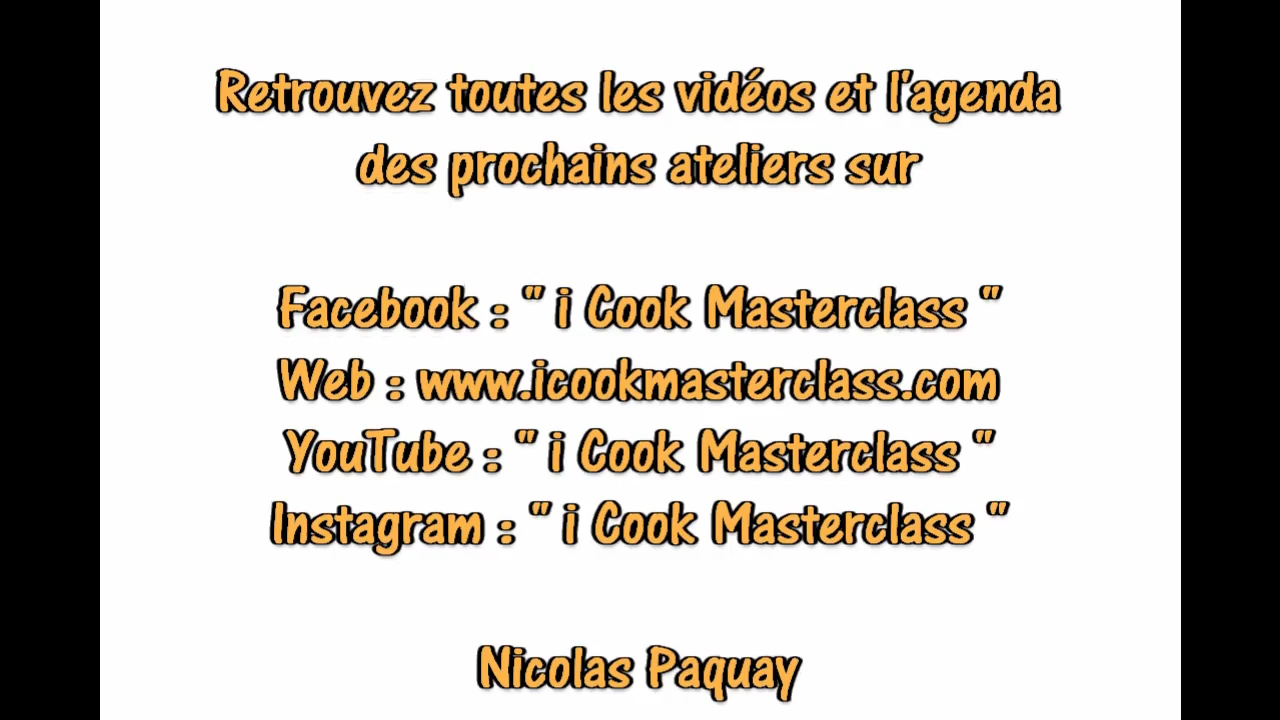 Retrouvez toutes les vidéos et l'agenda
des prochains ateliers sur
Facebook : " i Cook Masterclass "
Web : www.icookmasterclass.com
YouTube : " i Cook Masterclass "
Instagram : " i Cook Masterclass "
Nicolas Paquay